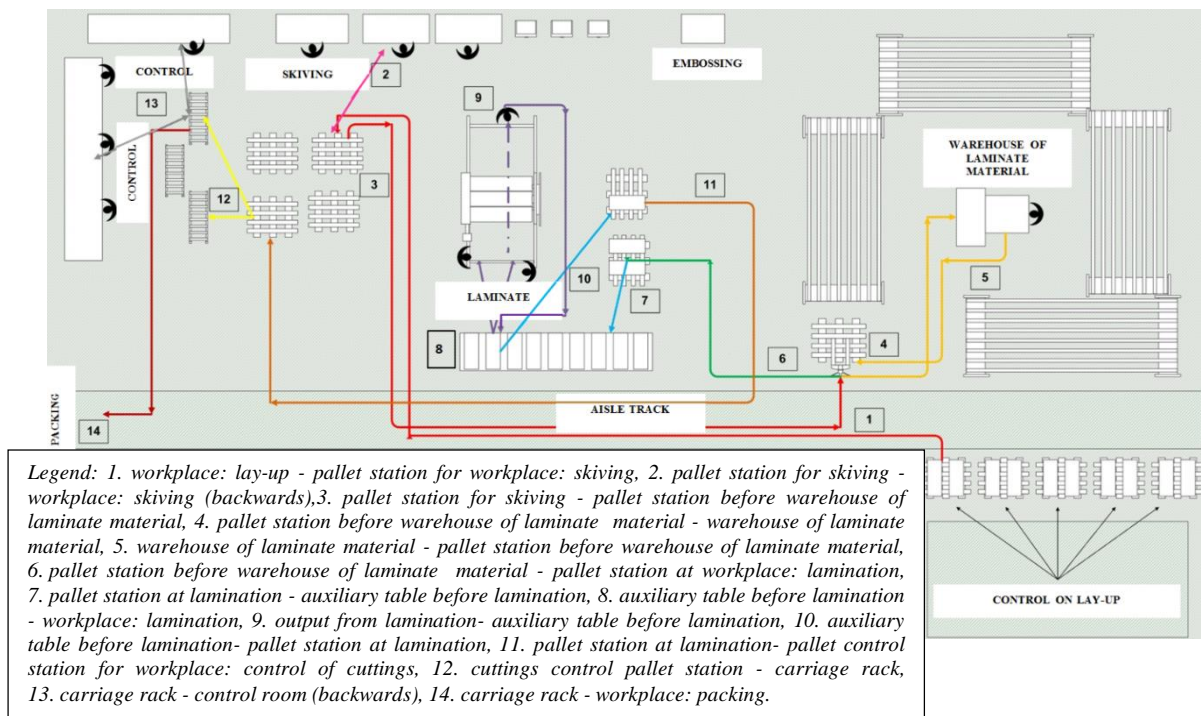 CONTROL
SKIVING
2
EMBOSSING
13
9
WAREHOUSE OF
LAMINATE
MATERIAL
CONTROL
12
3
11
10
5
LAMINATE
7
8
6
4
PACKING
14
AISLE TRACK
1
Legend: 1. workplace: lay-up - pallet station for workplace: skiving, 2. pallet station for skiving -
workplace: skiving (backwards),3. pallet station for skiving - pallet station before warehouse of
laminate material, 4. pallet station before warehouse of laminate material - warehouse of laminate
material, 5. warehouse of laminate material - pallet station before warehouse of laminate material,
6. pallet station before warehouse of laminate material - pallet station at workplace: lamination,
7. pallet station at lamination - auxiliary table before lamination, 8. auxiliary table before lamination
- workplace: lamination, 9. output from lamination- auxiliary table before lamination, 10. auxiliary
table before lamination- pallet station at lamination, 11. pallet station at lamination- pallet control
station for workplace: control of cuttings, 12. cuttings control pallet station - carriage rack,
13. carriage rack - control room (backwards), 14. carriage rack - workplace: packing.
CONTROL ON LAY-UP